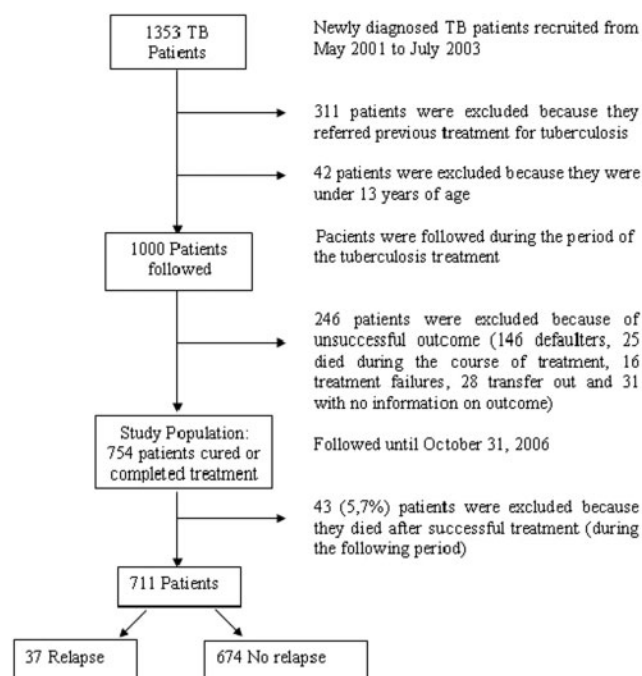 1353 TB
Patients
Newly diagnosed TB patients recruited from
May 2001 to July 2003
311 patients were excluded because they
referred previous treatment for tuberculosis
42 patients were excluded because they were
under 13 years of age
1000 Patients
followed
Pacients were followed during the period of
the tuberculosis treatment
246 patients were excluded because of
unsuccessful outcome (146 defaulters, 25
died during the course of treatment, 16
treatment failures, 28 transfer out and 31
with no information on outcome)
Study Population:
754 patients cured or
completed treatment
Followed until October 31, 2006
43 (5,7%) patients were excluded because
they died after successful treatment (during
the following period)
711 Patients
37 Relapse
674 No relapse